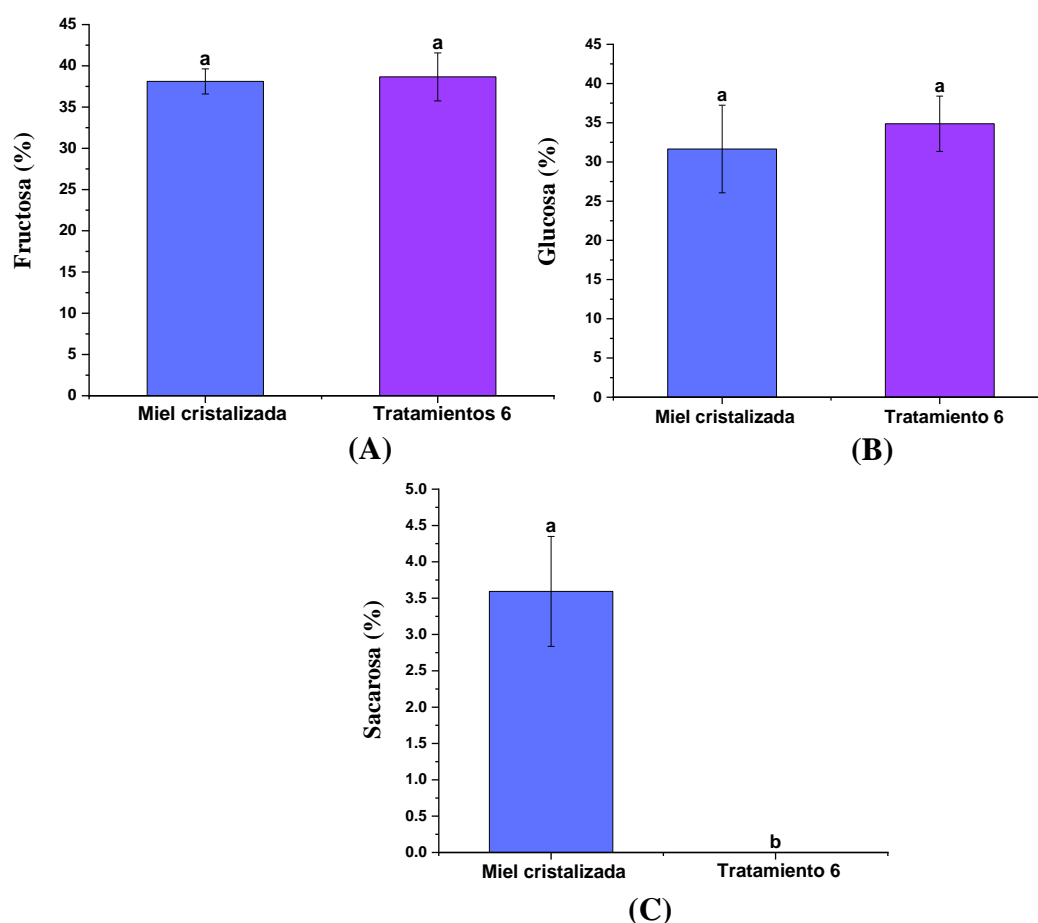 Fructosa (%)
45
40
35
30
25
20
15
10
5
0
a
a
Miel cristalizada
Tratamientos 6
(A)
Glucosa (%)
45
40
35
30
25
20
15
10
5
0
a
a
Miel cristalizada
Tratamiento 6
(B)
Sacarosa (%)
5.0
4.5
4.0
3.5
3.0
2.5
2.0
1.5
1.0
0.5
0.0
a
b
Miel cristalizada
Tratamiento 6
(C)